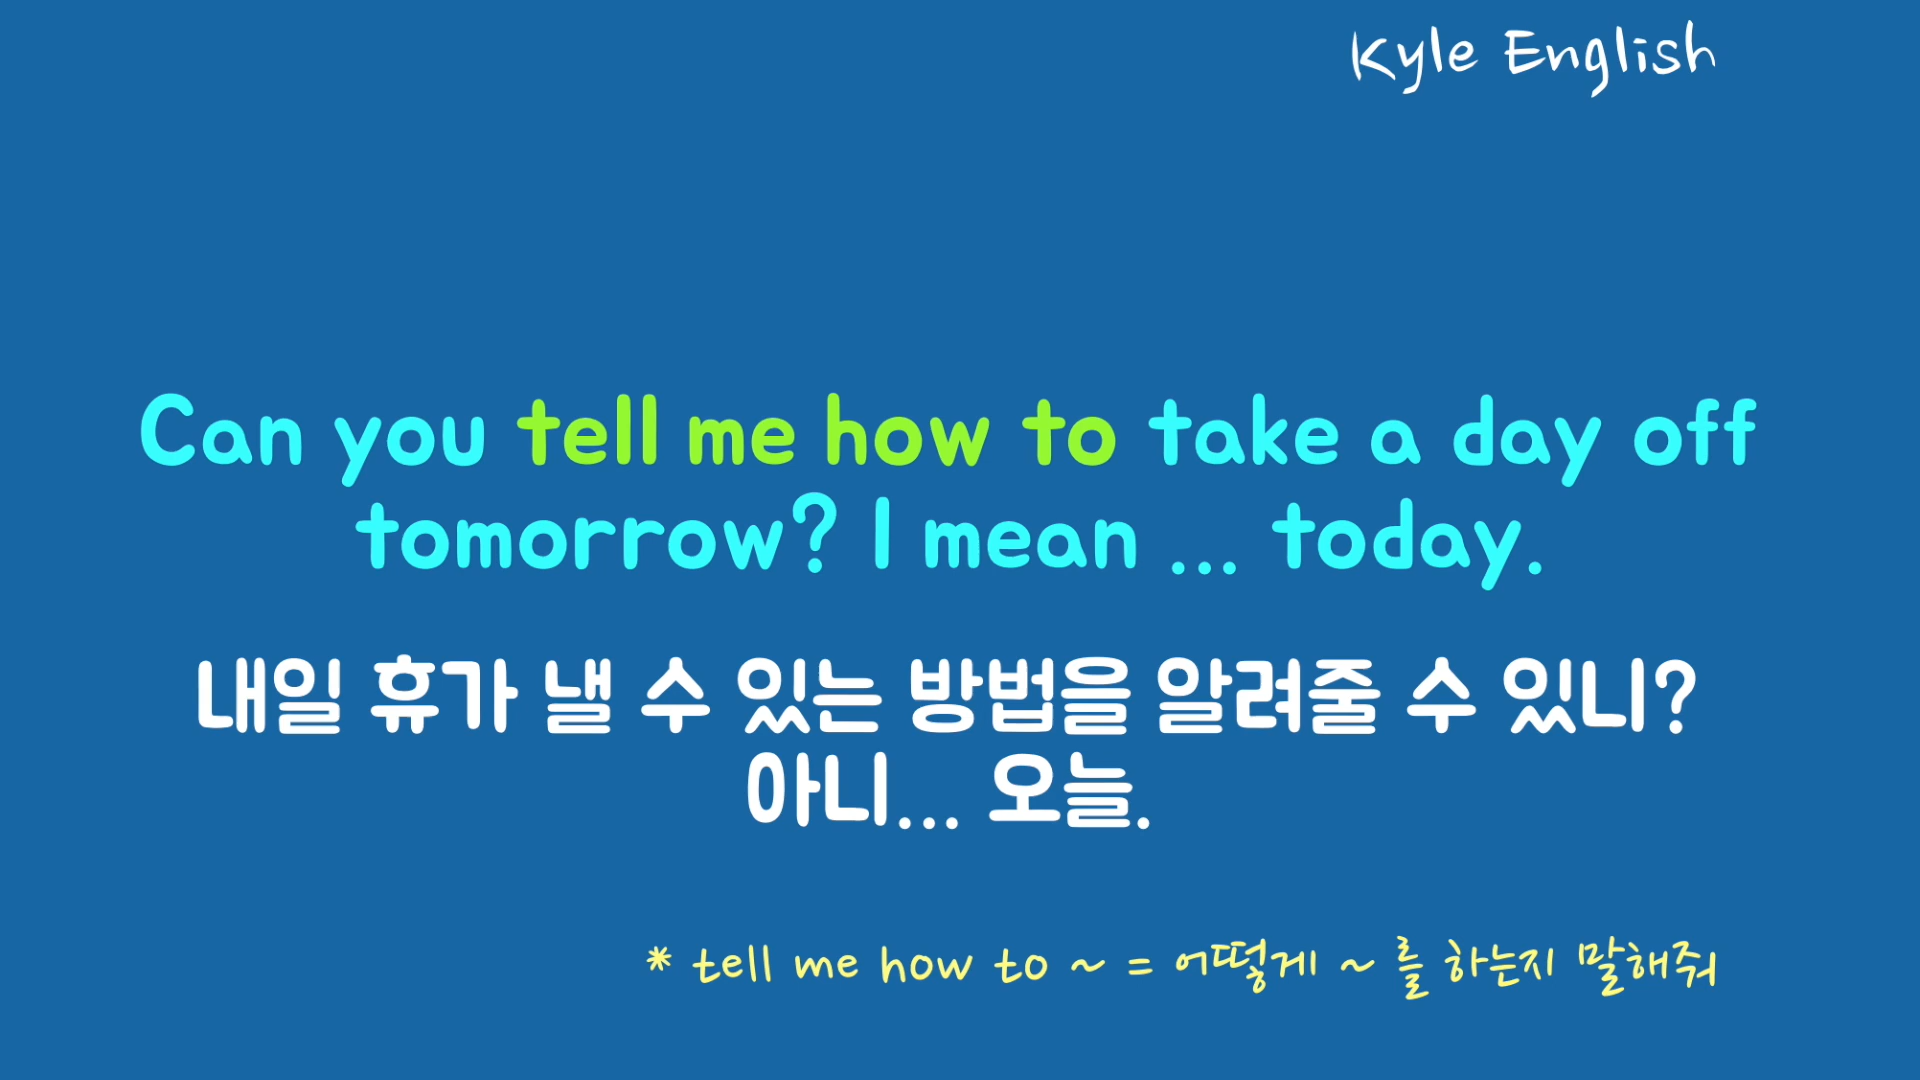 Kyle English
Can you tell me how to take a day off
tomorrow? I mean ... today.
내일 휴가 낼 수 있는 방법을 알려줄 수 있니?
아니... 오늘.
* tell me how to ~ = 어떻게 ~ 를 하는지 말해줘